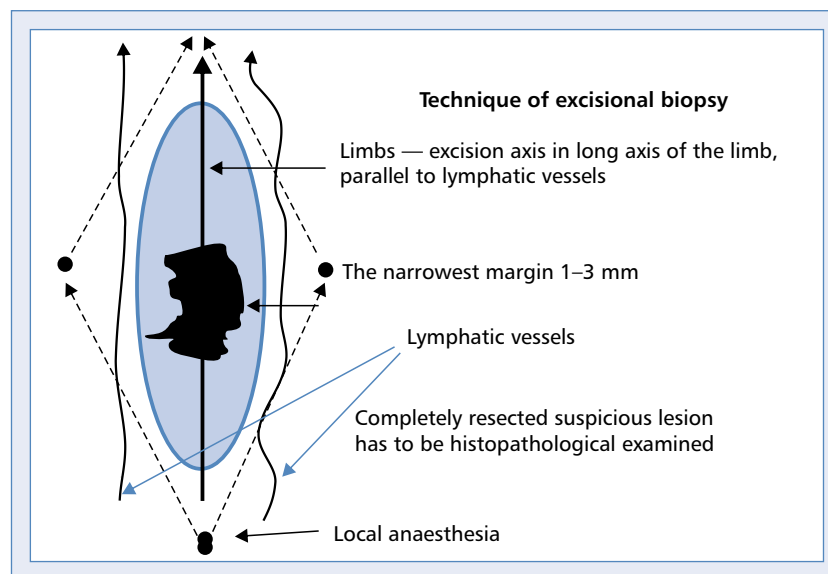 Technique of excisional biopsy
Limbs — excision axis in long axis of the limb,
parallel to lymphatic vessels
The narrowest margin 1–3 mm
Lymphatic vessels
Completely resected suspicious lesion
has to be histopathological examined
Local anaesthesia